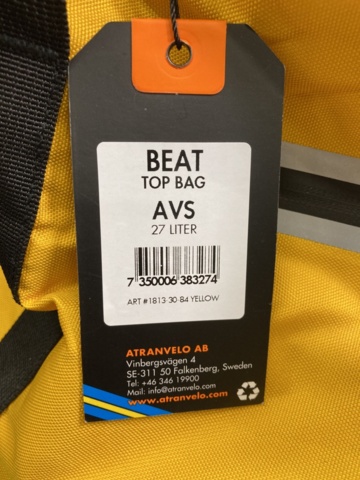 BEAT
TOP BAG
AVS
27 LITER
7 350006 383274
ART #1813-30-84 YELLOW
ATRANVELO AB
Vinbergsvägen 4
SE-311 50 Falkenberg, Sweden
Tel: +46 346 19900
Mail: info@atranvelo.com
www.atranvelo.com